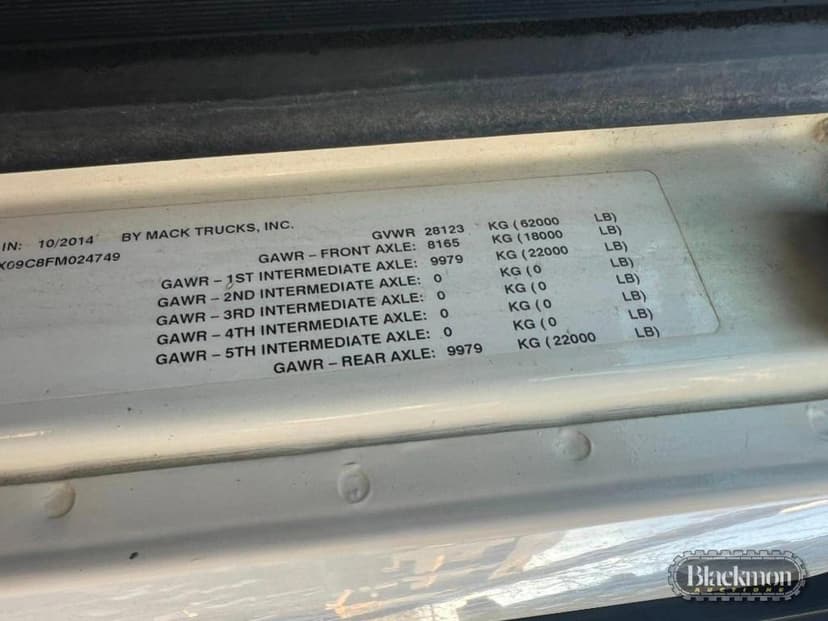 IN: 10/2014 BY MACK TRUCKS, INC. GVWR 28123 KG (62000 LB)
X09C8FM024749 GAWR – FRONT AXLE: 8165 KG (18000 LB)
GAWR – 1ST INTERMEDIATE AXLE: 9979 KG (22000 LB)
GAWR – 2ND INTERMEDIATE AXLE: 0 KG (0 LB)
GAWR – 3RD INTERMEDIATE AXLE: 0 KG (0 LB)
GAWR – 4TH INTERMEDIATE AXLE: 0 KG (0 LB)
GAWR – 5TH INTERMEDIATE AXLE: 0 KG (0 LB)
GAWR – REAR AXLE: 9979 KG (22000 LB)
Blackmon
AUCTIONS